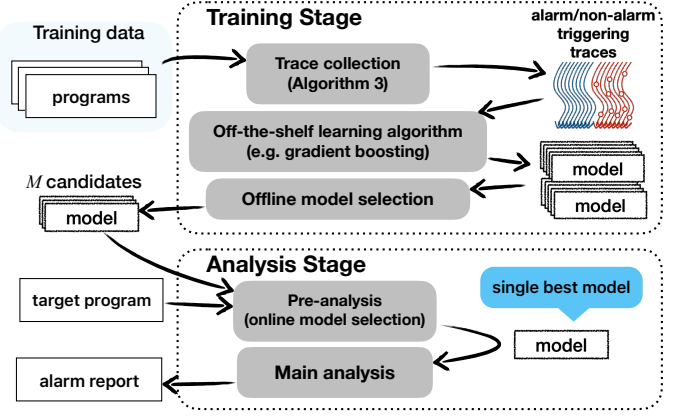 Training Stage
Training data
programs
Trace collection
(Algorithm 3)
alarm/non-alarm
triggering
traces
Off-the-shelf learning algorithm
(e.g. gradient boosting)
model
model
Offline model selection
M candidates
model
Analysis Stage
target program
Pre-analysis
(online model selection)
single best model
model
Main analysis
alarm report